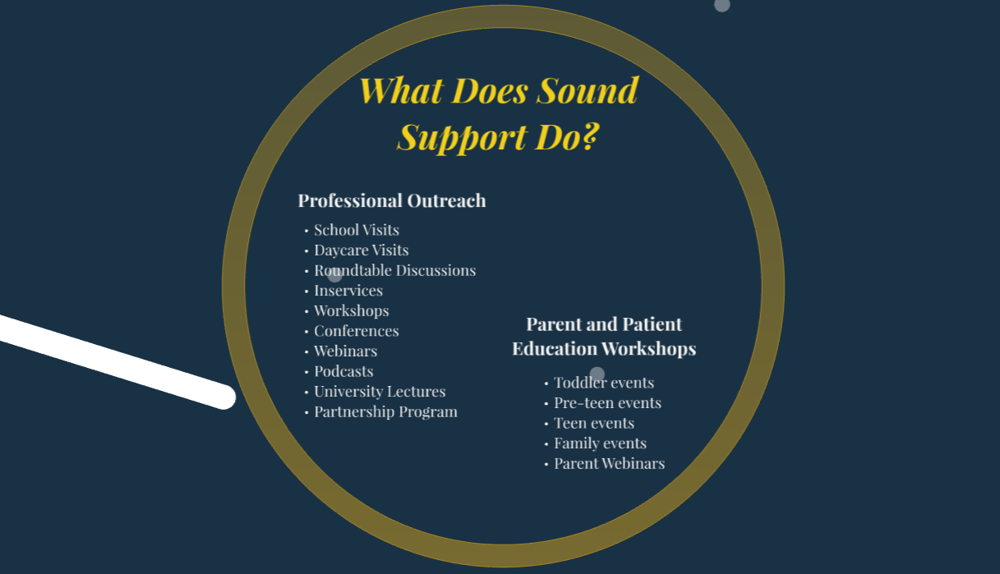 What Does Sound
Support Do?
Professional Outreach
• School Visits
• Daycare Visits
• Roundtable Discussions
• Inservices
• Workshops
• Conferences
• Webinars
• Podcasts
• University Lectures
• Partnership Program
Parent and Patient
Education Workshops
• Toddler events
• Pre-teen events
• Teen events
• Family events
• Parent Webinars